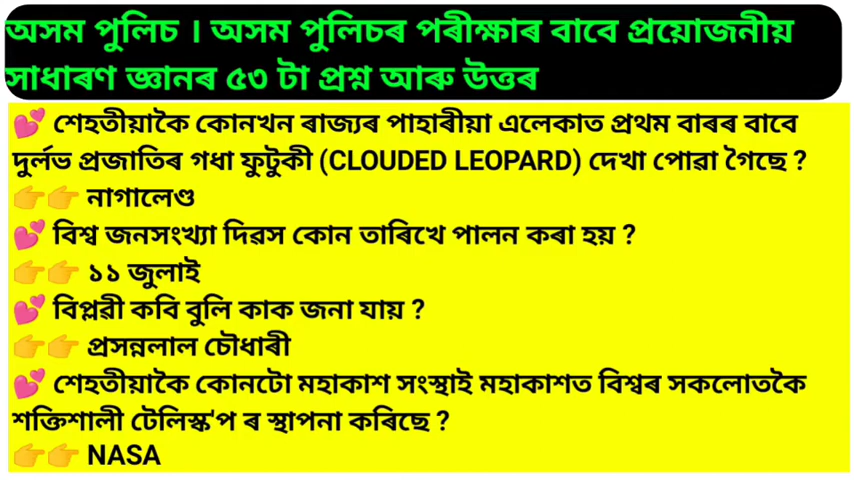 অসম পুলিচ । অসম পুলিচৰ পৰীক্ষাৰ বাবে প্ৰয়োজনীয়
সাধাৰণ জ্ঞানৰ ৫৩ টা প্ৰশ্ন আৰু উত্তৰ
💕 শেহতীয়াকৈ কোনখন ৰাজ্যৰ পাহাৰীয়া এলেকাত প্ৰথম বাৰৰ বাবে
দুৰ্লভ প্ৰজাতিৰ গধা ফুটুকী (CLOUDED LEOPARD) দেখা পোৱা গৈছে ?
👉👉 নাগালেণ্ড
💕 বিশ্ব জনসংখ্যা দিৱস কোন তাৰিখে পালন কৰা হয় ?
👉👉 ১১ জুলাই
💕 বিপ্লৱী কবি বুলি কাক জনা যায় ?
👉👉 প্ৰসন্নলাল চৌধাৰী
💕 শেহতীয়াকৈ কোনটো মহাকাশ সংস্থাই মহাকাশত বিশ্বৰ সকলোতকৈ
শক্তিশালী টেলিস্ক'প ৰ স্থাপনা কৰিছে ?
👉👉 NASA